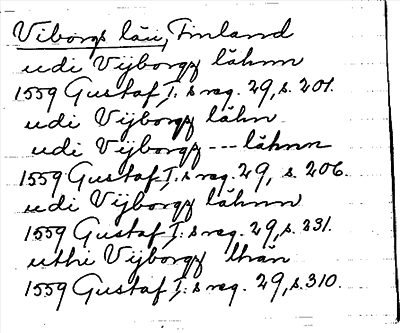 Viborgs län, Finland
udi Vijborgz lähnn
1559 Gustaf I:s reg. 29, s. 201.
udi Vijborgz lähn
udi Vijborgz --- lähnn
1559 Gustaf I:s reg. 29, s. 206.
udi Vijborgz lähnn
1559 Gustaf I:s reg. 29, s. 231.
uthi Vijborgz lhän
1559 Gustaf I:s reg. 29, s. 310.